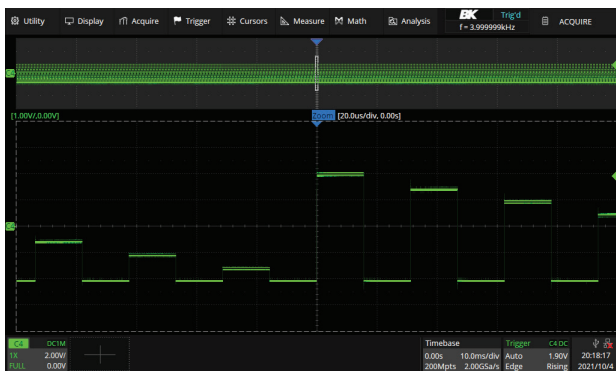 Utility Display Acquire Trigger Cursors Measure Math Analysis BK Trig'd ACQUIRE
f = 3.999999kHz
C4
[1.00V/,0.00V] Zoom [20.0us/div, 0.00s]
C4
C4 DC1M Timebase Trigger C4 DC
1X 2.00V/ 0.00s 10.0ms/div Auto 1.90V 20:18:17
FULL 0.00V 200Mpts 2.00GSa/s Edge Rising 2021/10/4